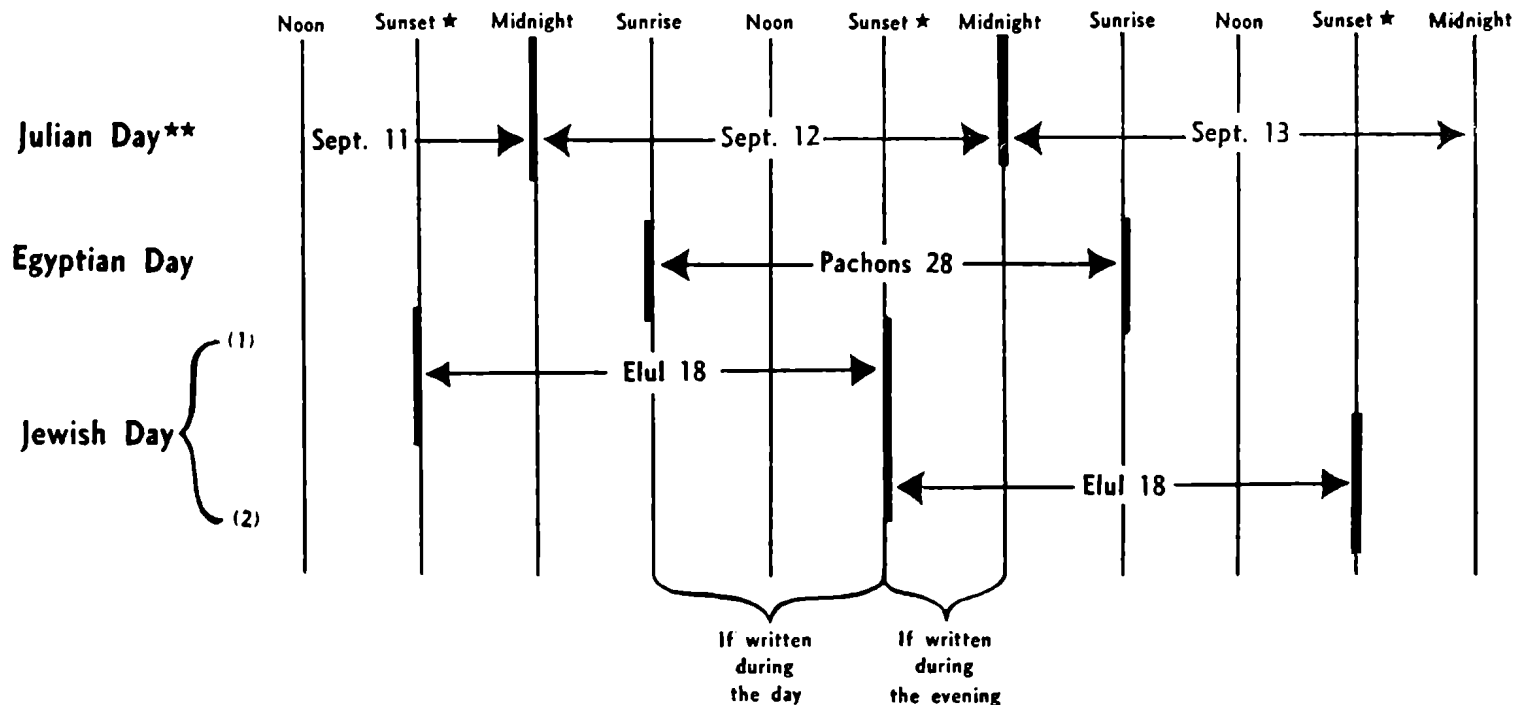 Noon Sunset ★ Midnight Sunrise Noon Sunset ★ Midnight Sunrise Noon Sunset ★ Midnight
Julian Day** Sept. 11 Sept. 12 Sept. 13
Egyptian Day Pachons 28
(1)
Elul 18
Jewish Day
Elul 18
(2)
If written
during
the day
If written
during
the evening